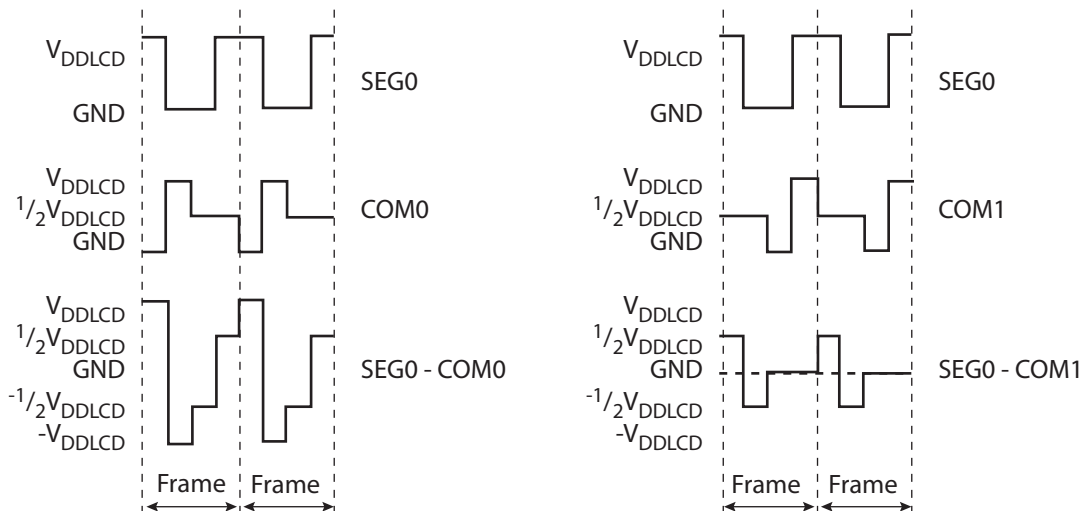 VDDLCD
GND
SEG0
VDDLCD
1/2VDDLCD
GND
COM0
VDDLCD
1/2VDDLCD
GND
-1/2VDDLCD
-VDDLCD
SEG0 - COM0
Frame
Frame
VDDLCD
GND
SEG0
VDDLCD
1/2VDDLCD
GND
COM1
VDDLCD
1/2VDDLCD
GND
-1/2VDDLCD
-VDDLCD
SEG0 - COM1
Frame
Frame